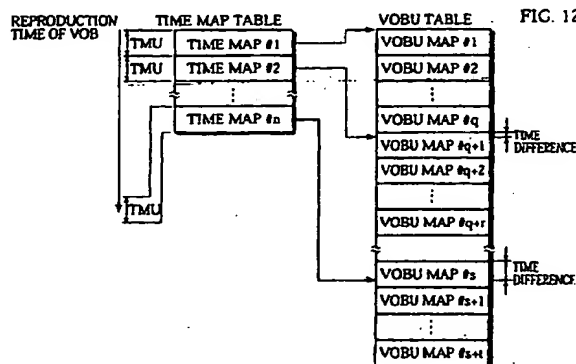 REPRODUCTION
TIME OF VOB
TIME MAP TABLE
VOBU TABLE
FIG. 12
TMU
TIME MAP #1
VOBU MAP #1
TMU
TIME MAP #2
VOBU MAP #2
TIME MAP #n
VOBU MAP #q
TIME
DIFFERENCE
VOBU MAP #q+1
VOBU MAP #q+2
TMU
VOBU MAP #q+r
VOBU MAP #s
TIME
DIFFERENCE
VOBU MAP #s+1
VOBU MAP #s+t